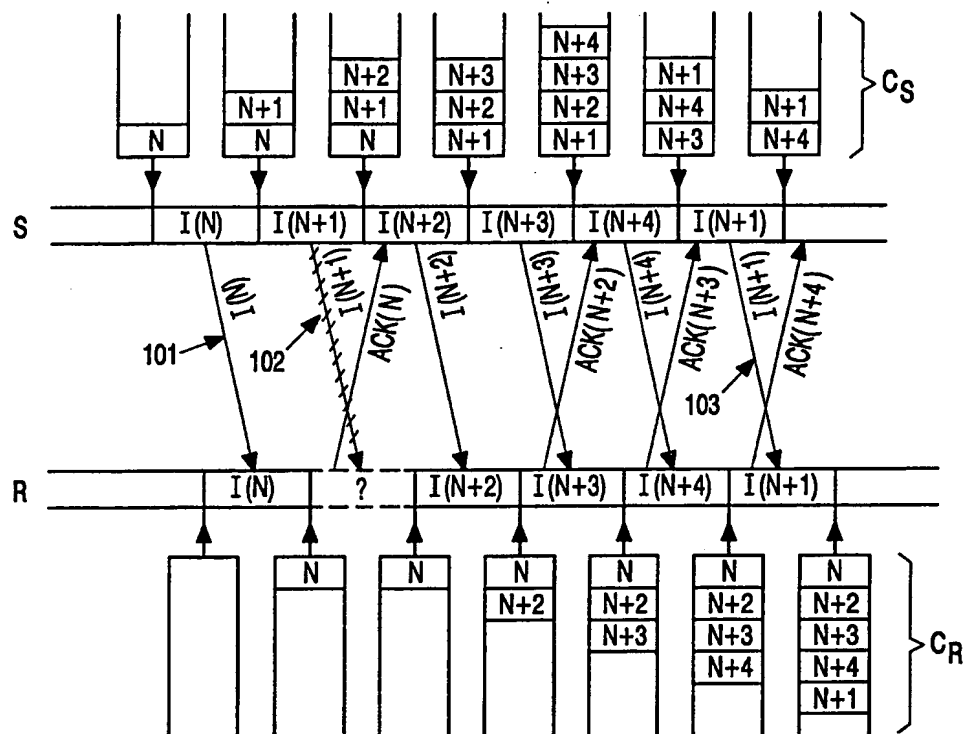 N+4
N+2 N+3 N+3 N+1
N+1 N+1 N+2 N+2 N+4 N+1
N N N N+1 N+1 N+3 N+4
C_S
S I(N) I(N+1) I(N+2) I(N+3) I(N+4) I(N+1)
I(N) I(N+1) ACK(N) I(N+2) I(N+3) ACK(N+2) I(N+4) ACK(N+3) I(N+1) ACK(N+4)
101 102 103
R I(N) ? I(N+2) I(N+3) I(N+4) I(N+1)
N N N N N N
N+2 N+2 N+2 N+2
N+3 N+3 N+3
N+4 N+4
N+1
C_R